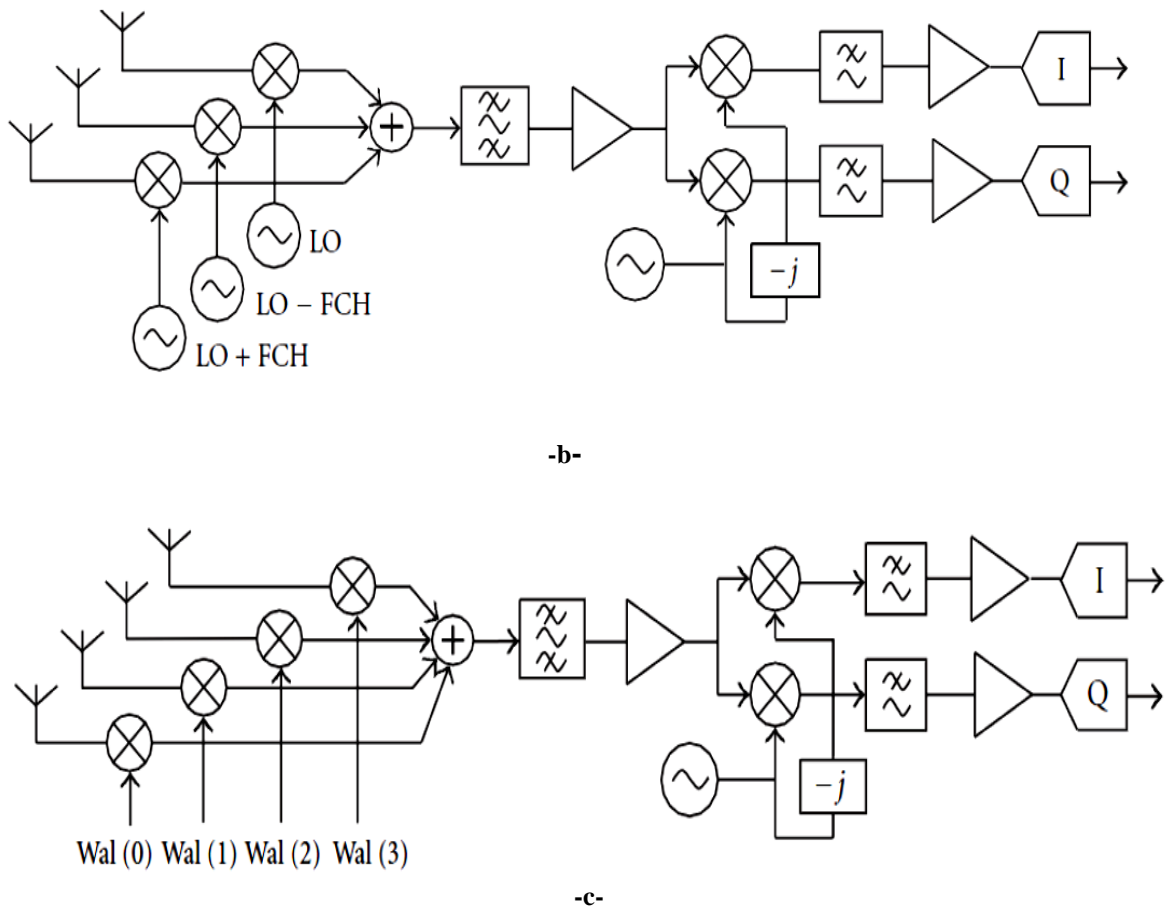 I
Q
LO
LO – FCH
LO + FCH
–j
-b-
I
Q
–j
Wal (0) Wal (1) Wal (2) Wal (3)
-c-